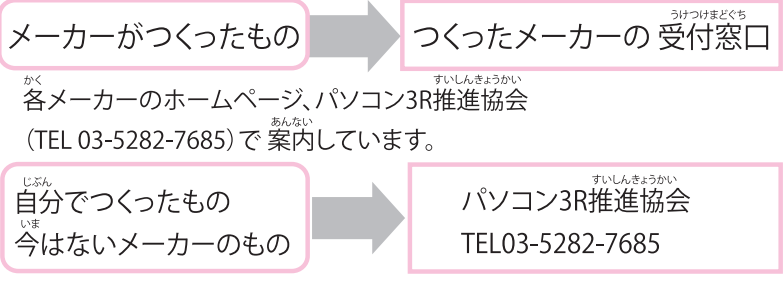 メーカーがつくったもの
うけつけまどぐち
つくったメーカーの 受付窓口
かく すいしんきょうかい
各メーカーのホームページ、パソコン3R推進協会
あんない
（TEL 03-5282-7685）で 案内しています。
じぶん
自分でつくったもの
いま
今はないメーカーのもの
すいしんきょうかい
パソコン3R推進協会
TEL03-5282-7685